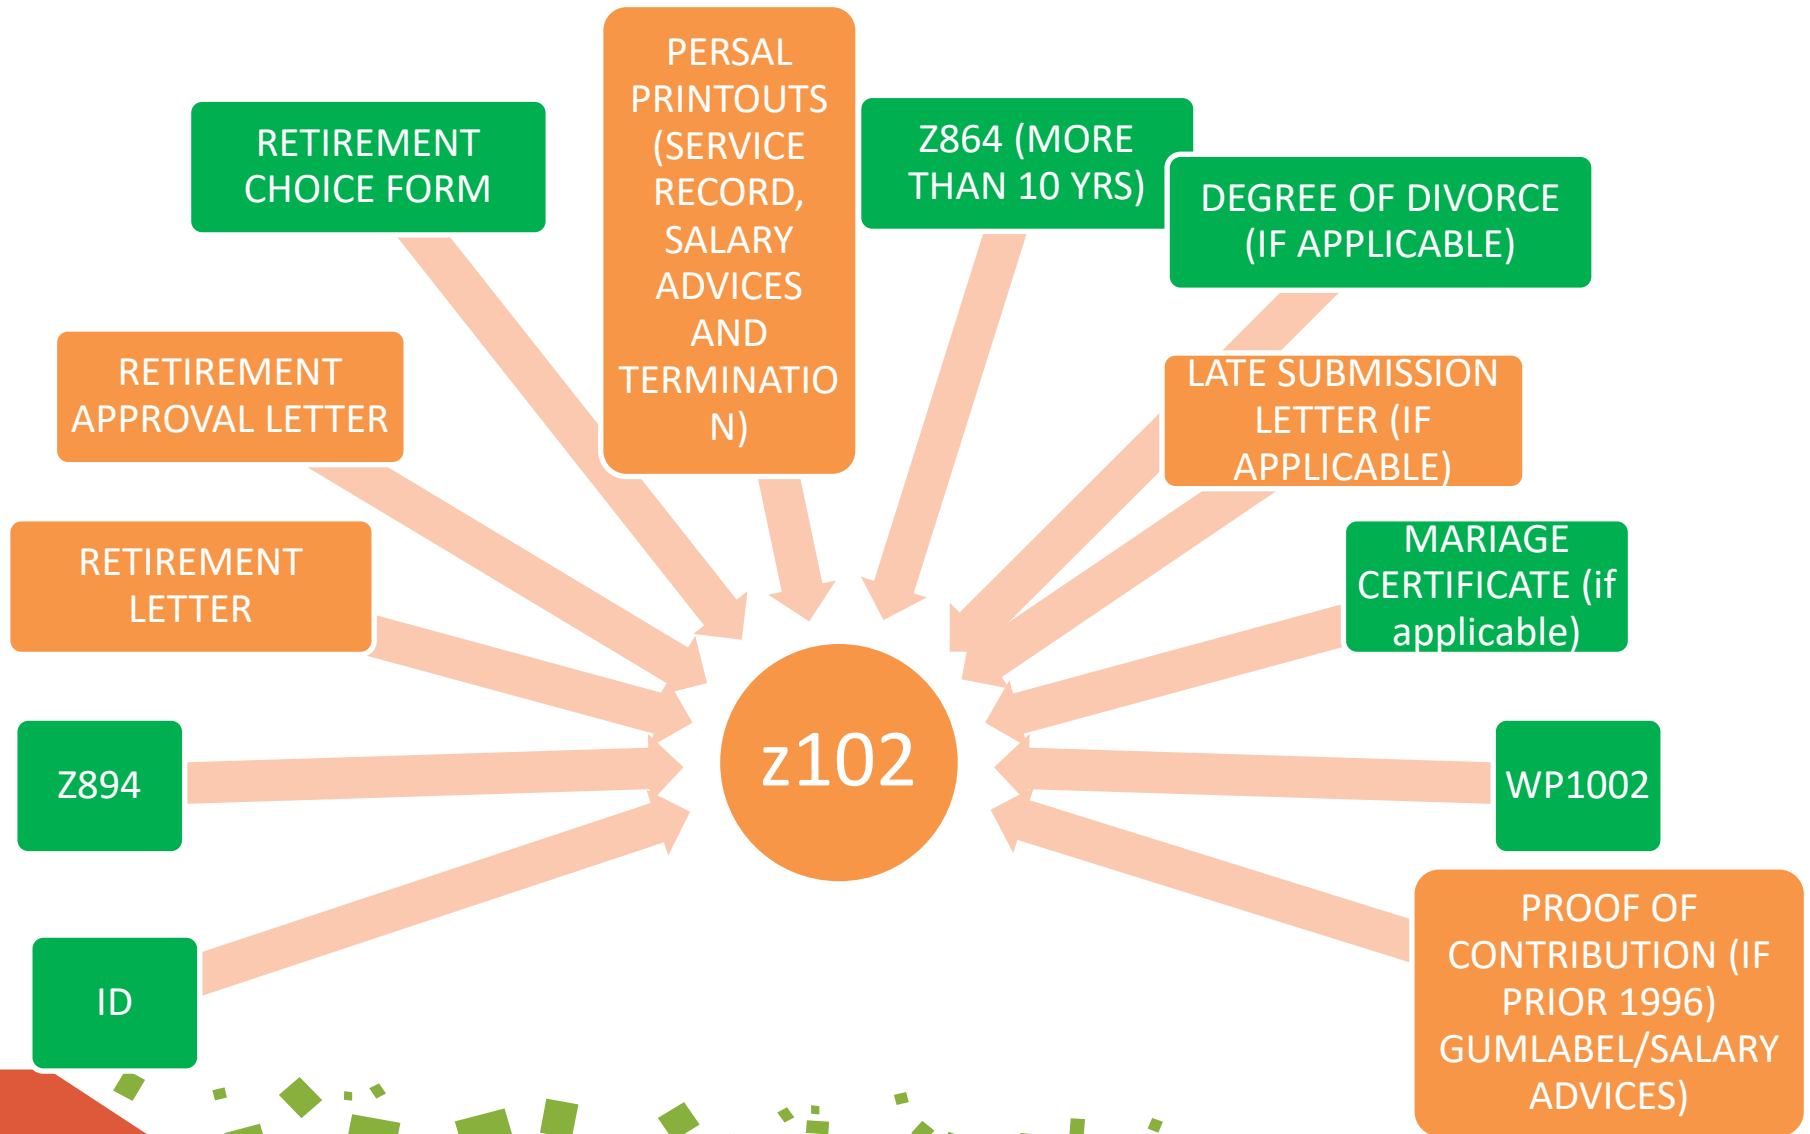 PERSAL
PRINTOUTS
(SERVICE
RECORD,
SALARY
ADVICES
AND
TERMINATIO
N)
RETIREMENT
CHOICE FORM
Z864 (MORE
THAN 10 YRS)
DEGREE OF DIVORCE
(IF APPLICABLE)
RETIREMENT
APPROVAL LETTER
LATE SUBMISSION
LETTER (IF
APPLICABLE)
RETIREMENT
LETTER
MARIAGE
CERTIFICATE (if
applicable)
Z894
z102
WP1002
ID
PROOF OF
CONTRIBUTION (IF
PRIOR 1996)
GUMLABEL/SALARY
ADVICES)